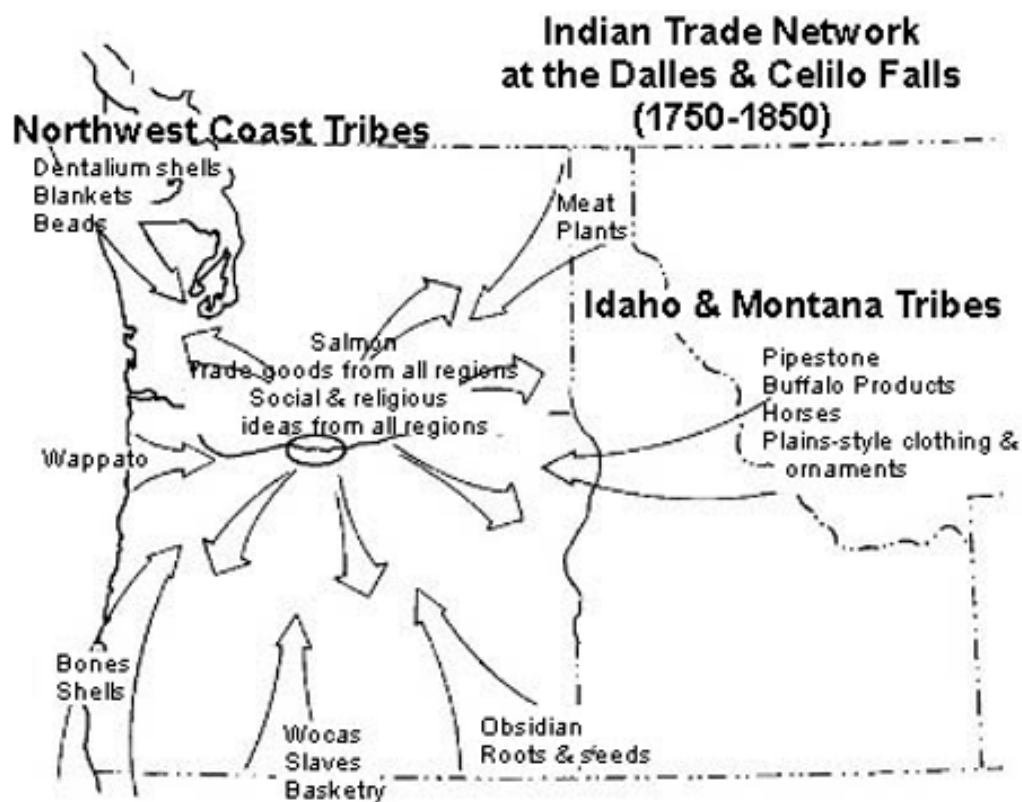 Indian Trade Network
at the Dalles & Celilo Falls
(1750-1850)
Northwest Coast Tribes
Dentalium shells
Blankets
Beads
Meat
Plants
Idaho & Montana Tribes
Pipestone
Buffalo Products
Horses
Plains-style clothing &
ornaments
Salmon
Trade goods from all regions
Social & religious
ideas from all regions
Wappato
Bones
Shells
Wocas
Slaves
Basketry
Obsidian
Roots & seeds